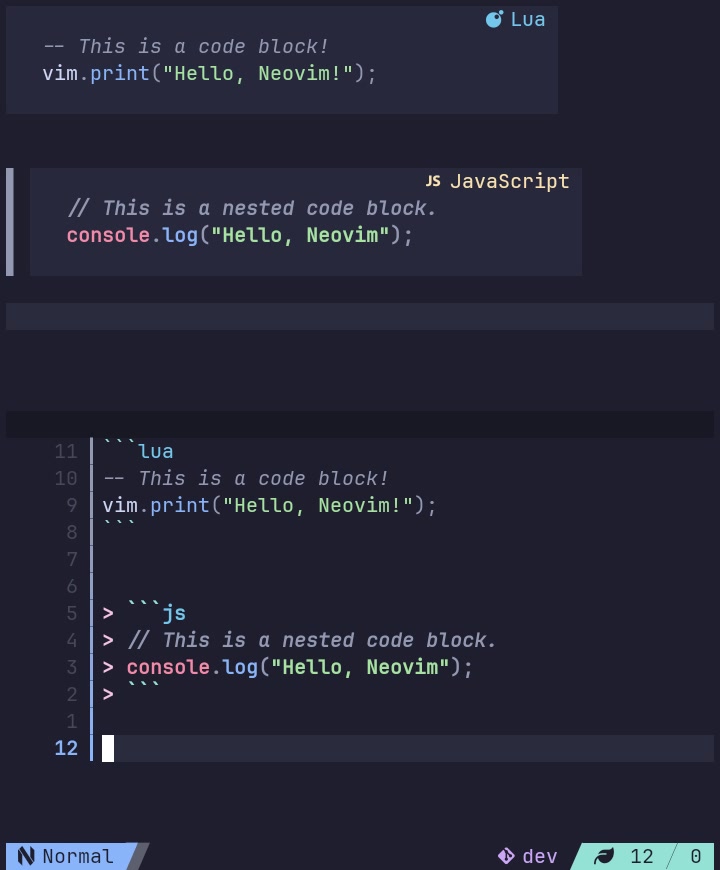 Lua
-- This is a code block!
vim.print("Hello, Neovim!");
JS JavaScript
// This is a nested code block.
console.log("Hello, Neovim");
11 ```lua
10 -- This is a code block!
9 vim.print("Hello, Neovim!");
8 ```
7
6
5 > ```js
4 > // This is a nested code block.
3 > console.log("Hello, Neovim");
2 > ```
1
12
Normal dev 12 / 0